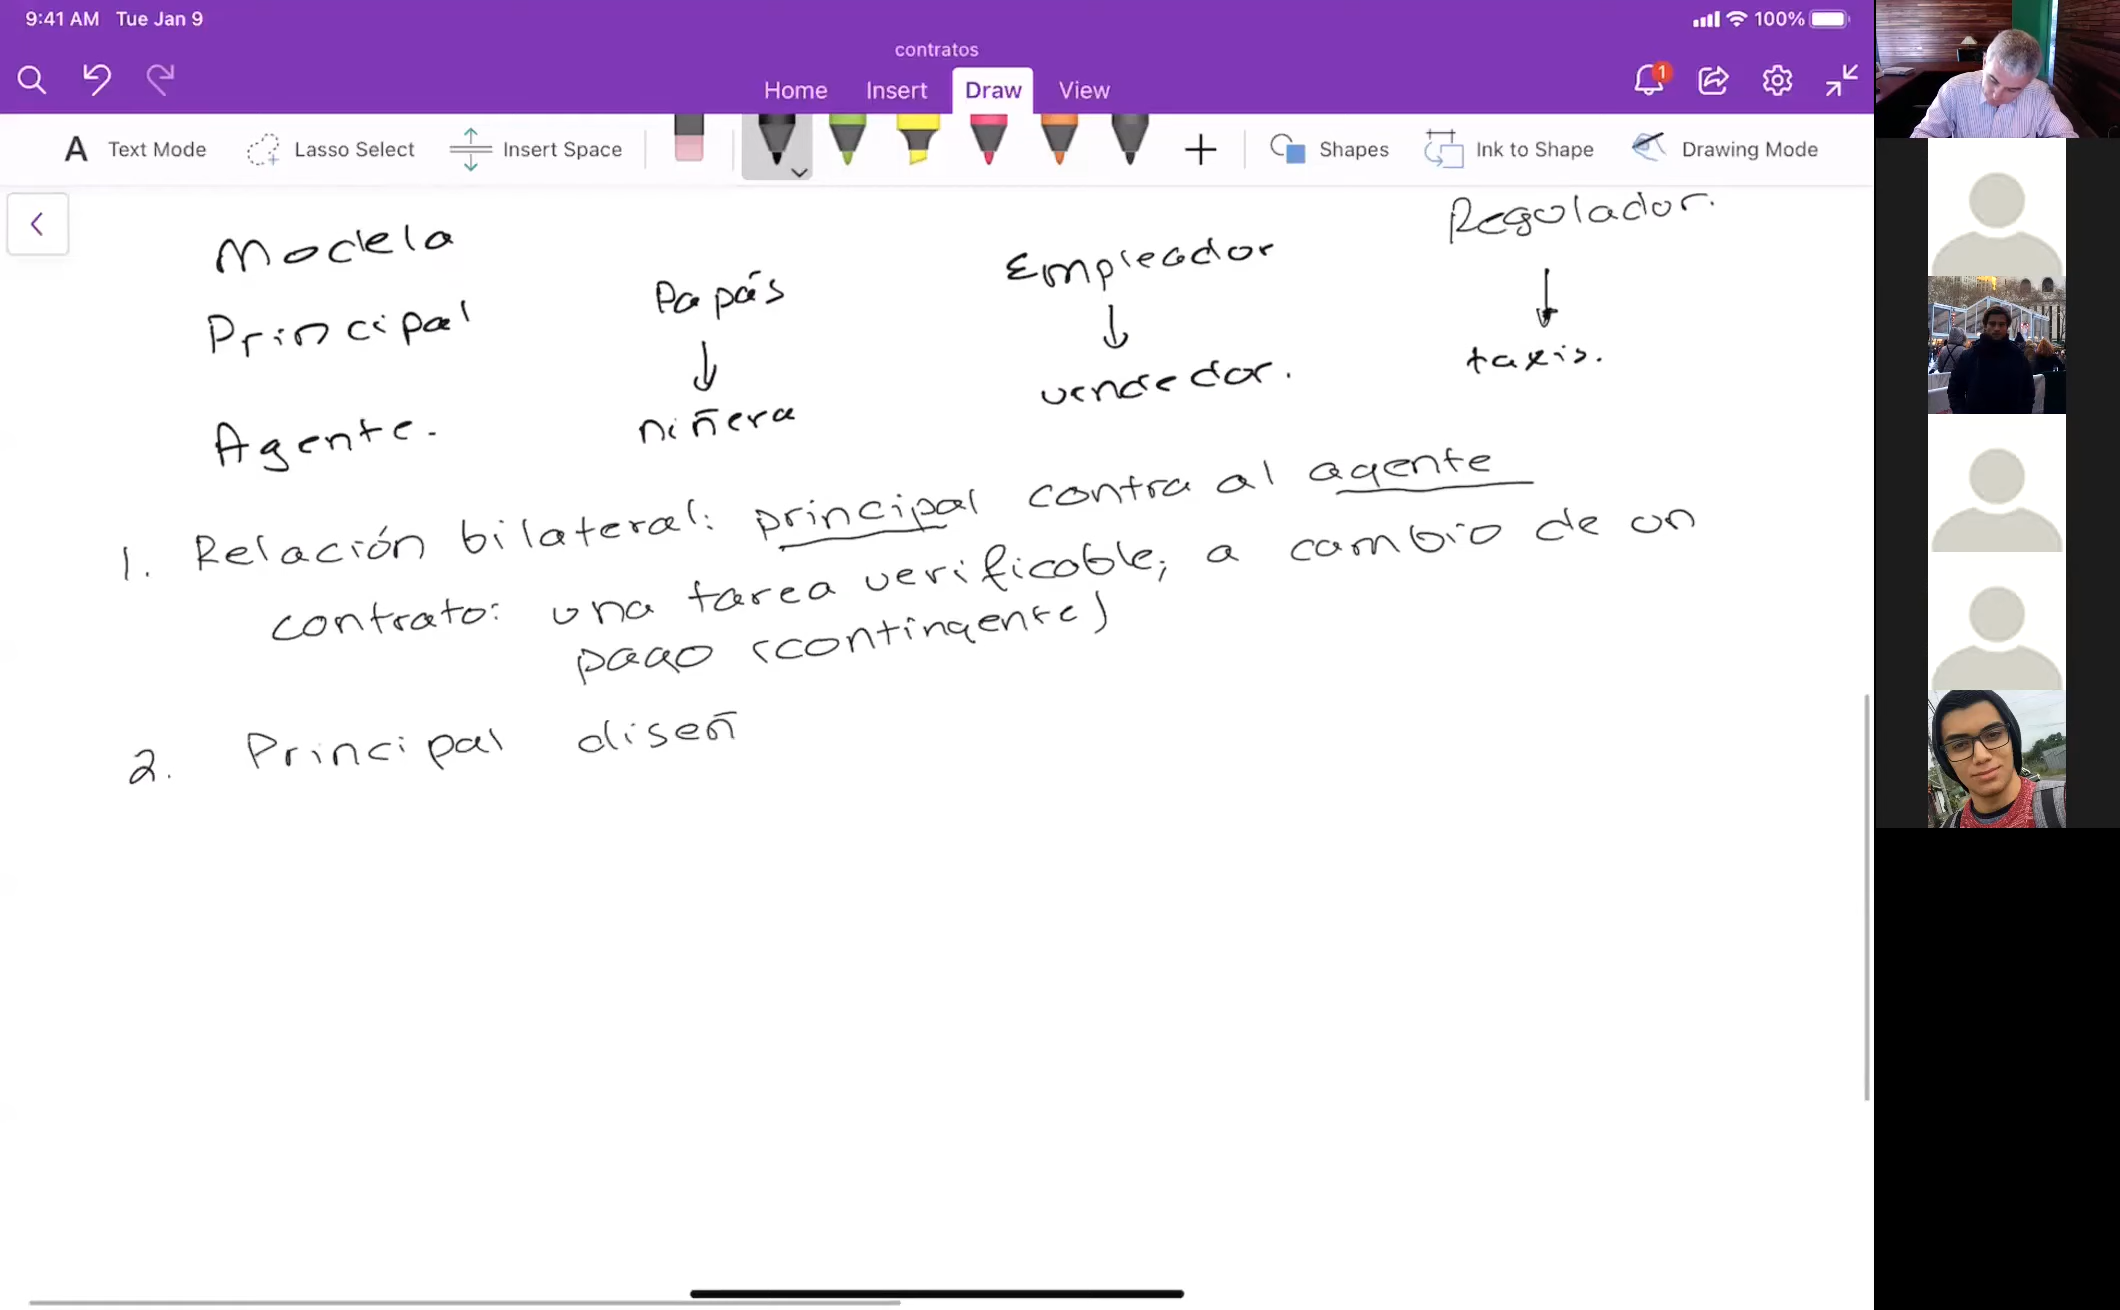 9:41 AM Tue Jan 9
100%
contratos
Home Insert Draw View
1
Text Mode Lasso Select Insert Space Shapes Ink to Shape Drawing Mode
Modelo
Principal
Agente.
Papás
niñera
Empleador
vendedor.
Regulador.
taxis.
1. Relación bilateral: principal contra al agente
contrato: una tarea verificable, a cambio de un
pago (contingente)
2. Principal diseñ